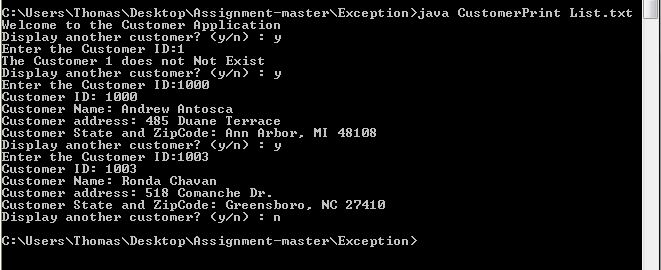 C:\Users\Thomas\Desktop\Assignment-master\Exception>java CustomerPrint List.txt
Welcome to the Customer Application
Display another customer? (y/n) : y
Enter the Customer ID:1
The Customer 1 does not Not Exist
Display another customer? (y/n) : y
Enter the Customer ID:1000
Customer ID: 1000
Customer Name: Andrew Antosca
Customer address: 485 Duane Terrace
Customer State and ZipCode: Ann Arbor, MI 48108
Display another customer? (y/n) : y
Enter the Customer ID:1003
Customer ID: 1003
Customer Name: Ronda Chavan
Customer address: 518 Comanche Dr.
Customer State and ZipCode: Greensboro, NC 27410
Display another customer? (y/n) : n
C:\Users\Thomas\Desktop\Assignment-master\Exception>